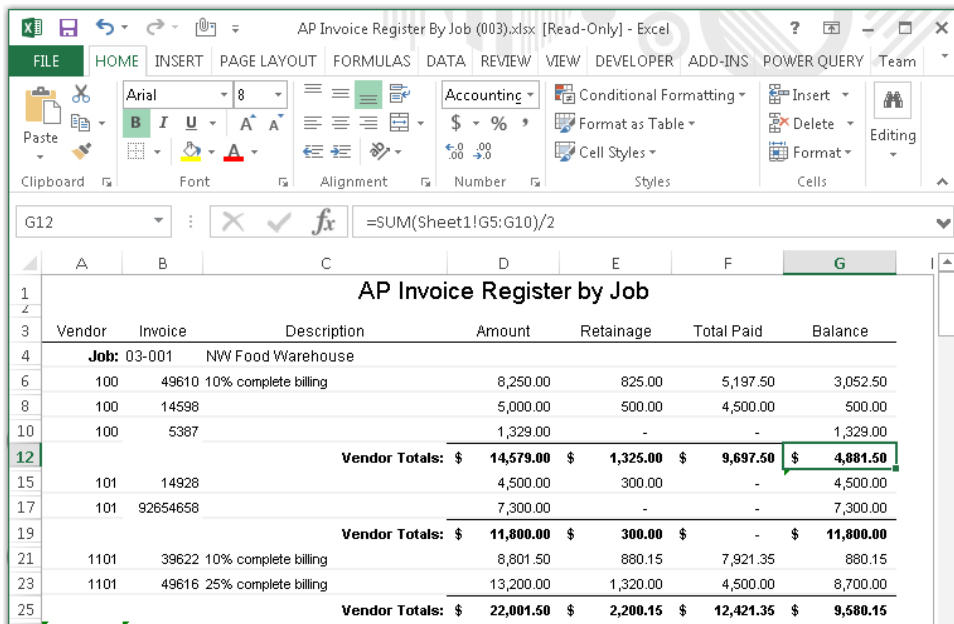 AP Invoice Register By Job (003).xlsx [Read-Only] - Excel ?
FILE HOME INSERT PAGE LAYOUT FORMULAS DATA REVIEW VIEW DEVELOPER ADD-INS POWER QUERY Team
Arial 8 Accounting Conditional Formatting Insert
Paste B I U A A $ % , Format as Table Delete Editing
A .0 .00 .00 .0 Cell Styles Format
Clipboard Font Alignment Number Styles Cells
G12 fx =SUM(Sheet1!G5:G10)/2
A B C D E F G
1 AP Invoice Register by Job
2
3 Vendor Invoice Description Amount Retainage Total Paid Balance
4 Job: 03-001 NW Food Warehouse
6 100 49610 10% complete billing 8,250.00 825.00 5,197.50 3,052.50
8 100 14598 5,000.00 500.00 4,500.00 500.00
10 100 5387 1,329.00 - - 1,329.00
12 Vendor Totals: $ 14,579.00 $ 1,325.00 $ 9,697.50 $ 4,881.50
15 101 14928 4,500.00 300.00 - 4,500.00
17 101 92654658 7,300.00 - - 7,300.00
19 Vendor Totals: $ 11,800.00 $ 300.00 $ - $ 11,800.00
21 1101 39622 10% complete billing 8,801.50 880.15 7,921.35 880.15
23 1101 49616 25% complete billing 13,200.00 1,320.00 4,500.00 8,700.00
25 Vendor Totals: $ 22,001.50 $ 2,200.15 $ 12,421.35 $ 9,580.15